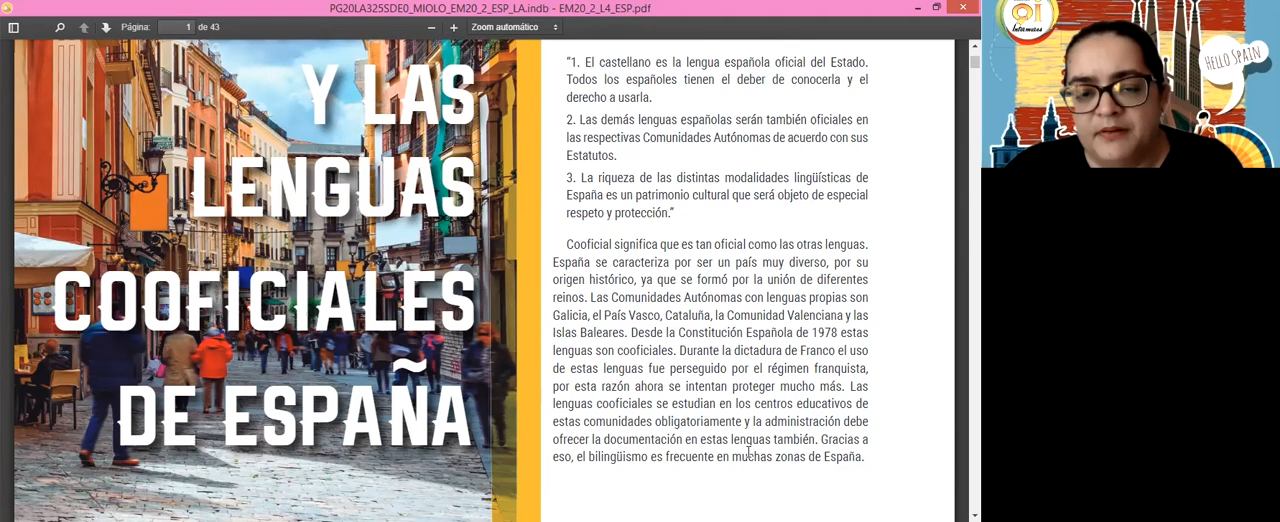 PG20LA325SDE0_MIOLO_EM20_2_ESP_LA.indb - EM20_2_L4_ESP.pdf
Página: 1 de 43
Zoom automático
Y LAS
LENGUAS
COOFICIALES
DE ESPAÑA
"1. El castellano es la lengua española oficial del Estado.
Todos los españoles tienen el deber de conocerla y el
derecho a usarla.
2. Las demás lenguas españolas serán también oficiales en
las respectivas Comunidades Autónomas de acuerdo con sus
Estatutos.
3. La riqueza de las distintas modalidades lingüísticas de
España es un patrimonio cultural que será objeto de especial
respeto y protección."
Cooficial significa que es tan oficial como las otras lenguas.
España se caracteriza por ser un país muy diverso, por su
origen histórico, ya que se formó por la unión de diferentes
reinos. Las Comunidades Autónomas con lenguas propias son
Galicia, el País Vasco, Cataluña, la Comunidad Valenciana y las
Islas Baleares. Desde la Constitución Española de 1978 estas
lenguas son cooficiales. Durante la dictadura de Franco el uso
de estas lenguas fue perseguido por el régimen franquista,
por esta razón ahora se intentan proteger mucho más. Las
lenguas cooficiales se estudian en los centros educativos de
estas comunidades obligatoriamente y la administración debe
ofrecer la documentación en estas lenguas también. Gracias a
eso, el bilingüismo es frecuente en muchas zonas de España.
HELLO SPAIN